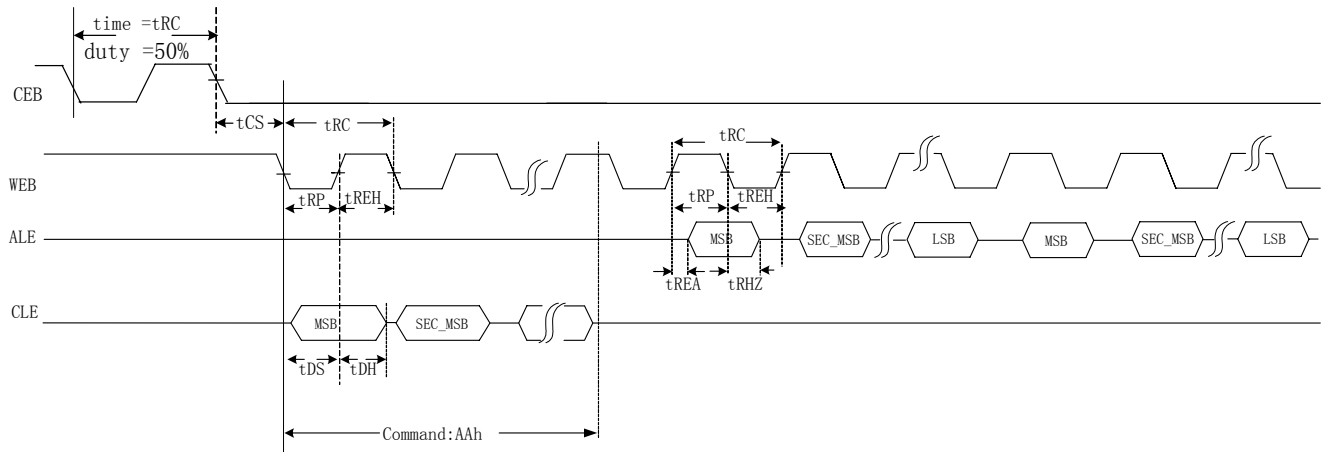 time =tRC
duty =50%
CEB
tCS
tRC
tRC
WEB
tRP
tREH
tRP
tREH
ALE
MSB
SEC_MSB
LSB
MSB
SEC_MSB
LSB
tREA
tRHZ
CLE
MSB
SEC_MSB
tDS
tDH
Command:AAh